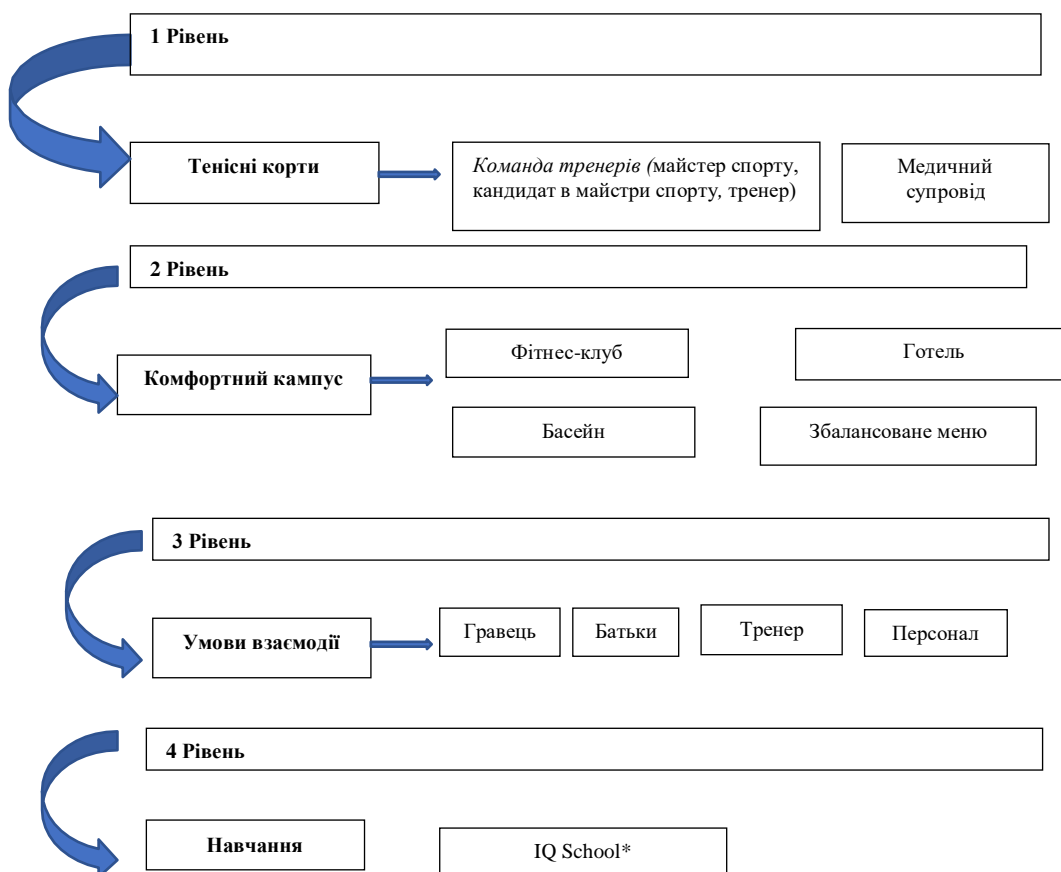 1 Рівень
Тенісні корти
Команда тренерів (майстер спорту,
кандидат в майстри спорту, тренер)
Медичний
супровід
2 Рівень
Фітнес-клуб
Готель
Комфортний кампус
Басейн
Збалансоване меню
3 Рівень
Умови взаємодії
Гравець
Батьки
Тренер
Персонал
4 Рівень
Навчання
IQ School*